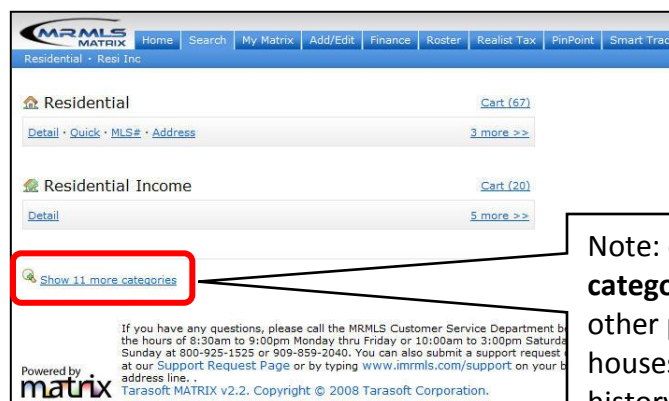 MRMLS
MATRIX
Home Search My Matrix Add/Edit Finance Roster Realist Tax PinPoint Smart Trac
Residential · Resi Inc
Residential Cart (67)
Detail · Quick · MLS# · Address 3 more >>
Residential Income Cart (20)
Detail 5 more >>
Show 11 more categories
Note:
catego
other p
houses
history
If you have any questions, please call the MRMLS Customer Service Department b
the hours of 8:30am to 9:00pm Monday thru Friday or 10:00am to 3:00pm Saturda
Sunday at 800-925-1525 or 909-859-2040. You can also submit a support request
at our Support Request Page or by typing www.imrmls.com/support on your b
address line. .
Powered by
matrix
Tarasoft MATRIX v2.2. Copyright © 2008 Tarasoft Corporation.